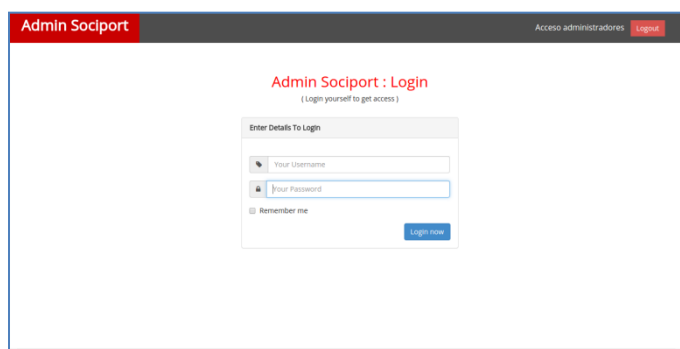 Admin Sociport
Acceso administradores Logout
Admin Sociport : Login
( Login yourself to get access )
Enter Details To Login
Your Username
Your Password
Remember me
Login now